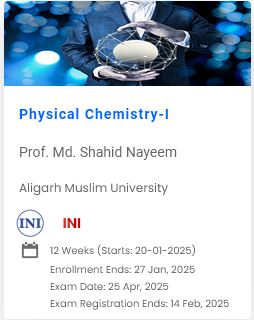 Physical Chemistry-I
Prof. Md. Shahid Nayeem
Aligarh Muslim University
INI INI
12 Weeks (Starts: 20-01-2025)
Enrollment Ends: 27 Jan, 2025
Exam Date: 25 Apr, 2025
Exam Registration Ends: 14 Feb, 2025